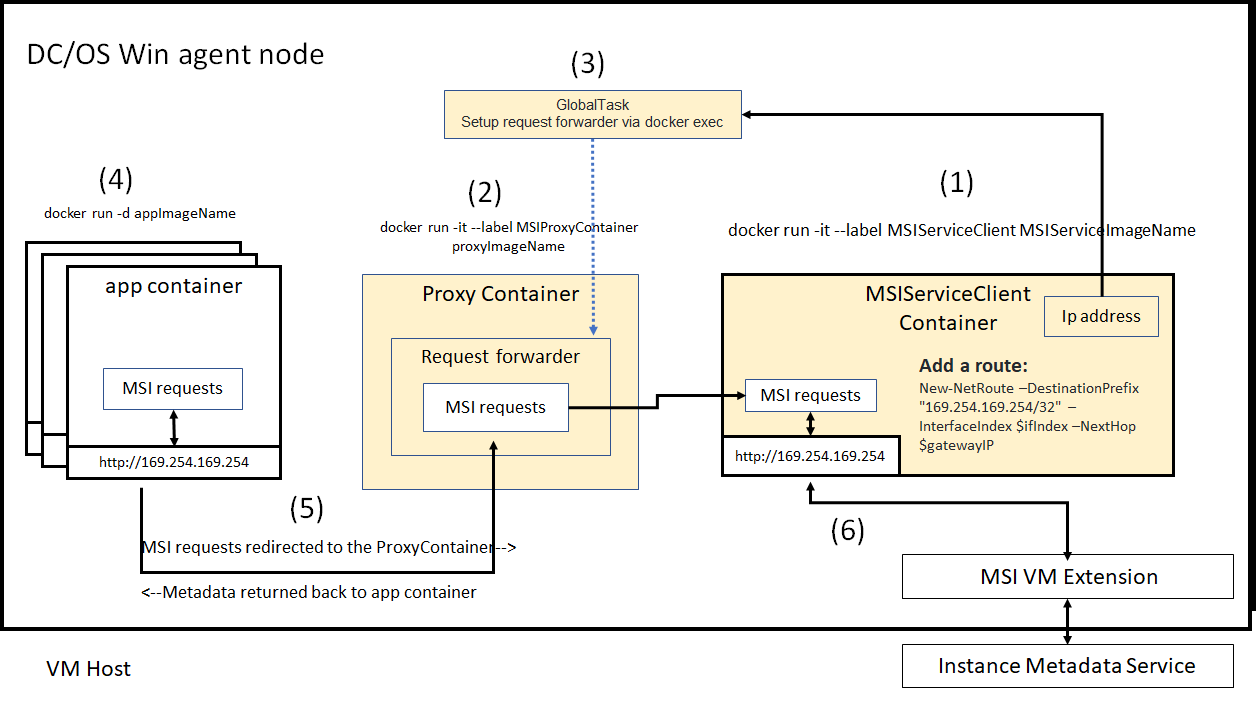 DC/OS Win agent node
(3)
GlobalTask
Setup request forwarder via docker exec
(4)
docker run -d appImageName
(2)
docker run -it --label MSIProxyContainer
proxyImageName
(1)
docker run -it --label MSIServiceClient MSIServiceImageName
app container
MSI requests
http://169.254.169.254
Proxy Container
Request forwarder
MSI requests
MSIServiceClient
Container
Ip address
MSI requests
http://169.254.169.254
Add a route:
New-NetRoute –DestinationPrefix
"169.254.169.254/32" –
InterfaceIndex $ifIndex –NextHop
$gatewayIP
(5)
MSI requests redirected to the ProxyContainer-->
<--Metadata returned back to app container
(6)
MSI VM Extension
VM Host
Instance Metadata Service